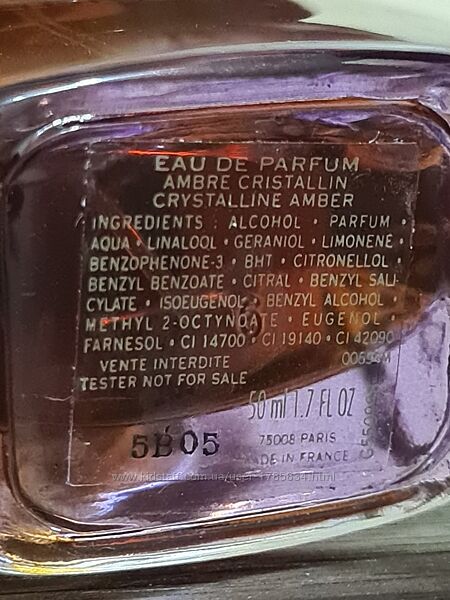 EAU DE PARFUM
AMBRE CRISTALLIN
CRYSTALLINE AMBER
INGREDIENTS : ALCOHOL • PARFUM •
AQUA • LINALOOL • GERANIOL • LIMONENE •
BENZOPHENONE-3 • BHT • CITRONELLOL •
BENZYL BENZOATE • CITRAL • BENZYL SALI-
CYLATE • ISOEUGENOL • BENZYL ALCOHOL •
METHYL 2-OCTYNOATE • EUGENOL •
FARNESOL • CI 14700 • CI 19140 • CI 42090
VENTE INTERDITE
TESTER NOT FOR SALE
50 ml 1.7 FL OZ
5B05
75008 PARIS
DE IN FRANCE